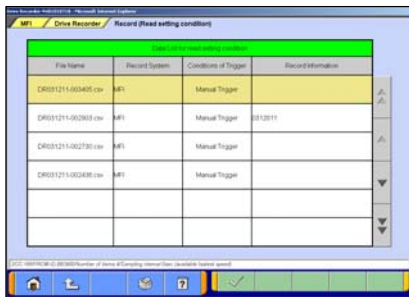 MFI Drive Recorder Record (Read setting condition)
Data List for read setting condition
File Name Record System Conditions of Trigger Record Information
DR031211-003405.csv MFI Manual Trigger
DR031211-002903.csv MFI Manual Trigger 0312011
DR031211-002730.csv MFI Manual Trigger
DR031211-002436.csv MFI Manual Trigger